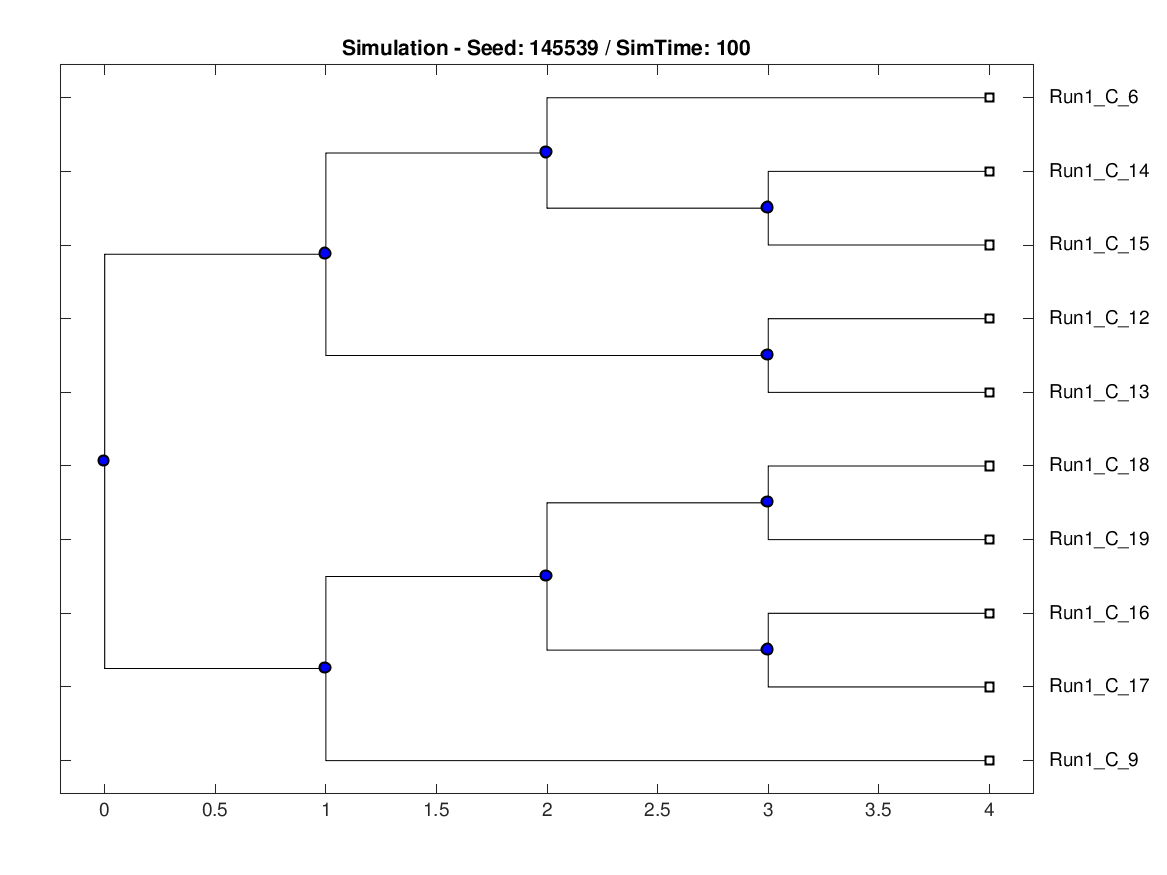 Simulation - Seed: 145539 / SimTime: 100
Run1_C_6
Run1_C_14
Run1_C_15
Run1_C_12
Run1_C_13
Run1_C_18
Run1_C_19
Run1_C_16
Run1_C_17
Run1_C_9
0 0.5 1 1.5 2 2.5 3 3.5 4